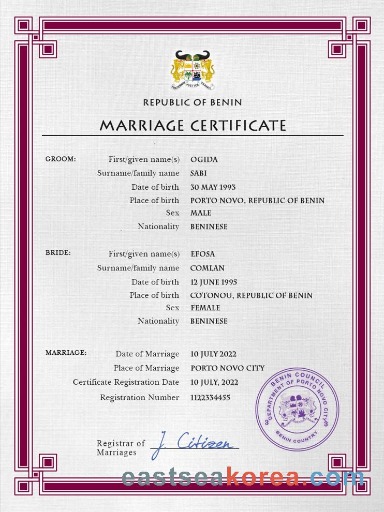 REPUBLIC OF BENIN
MARRIAGE CERTIFICATE
GROOM: First/given name(s) OGIDA
Surname/family name SABI
Date of birth 30 MAY 1993
Place of birth PORTO NOVO, REPUBLIC OF BENIN
Sex MALE
Nationality BENINESE
BRIDE: First/given name(s) EFOSA
Surname/family name COMLAN
Date of birth 12 JUNE 1995
Place of birth COTONOU, REPUBLIC OF BENIN
Sex FEMALE
Nationality BENINESE
MARRIAGE: Date of Marriage 10 JULY 2022
Place of Marriage PORTO NOVO CITY
Certificate Registration Date 10 JULY, 2022
Registration Number 1122334455
BENIN COUNCIL
DEPARTMENT OF PORTO NOVO CITY
BENIN COUNTRY
Registrar of Marriages J. Citizen
eastseakorea.com